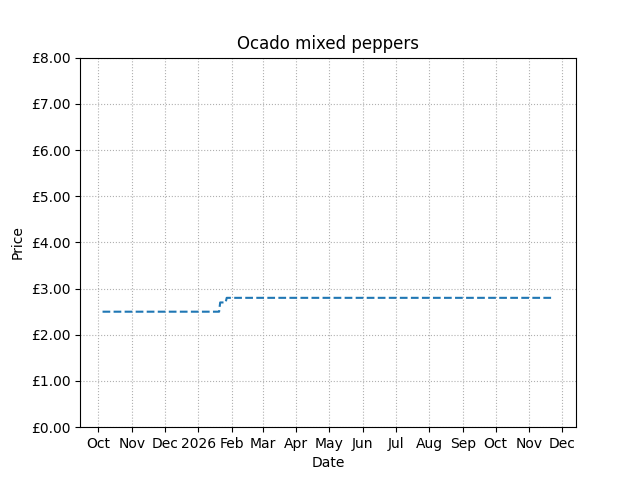 Ocado mixed peppers
£8.00
£7.00
£6.00
£5.00
£4.00
£3.00
£2.00
£1.00
£0.00
Price
Oct Nov Dec 2026 Feb Mar Apr May Jun Jul Aug Sep Oct Nov Dec
Date